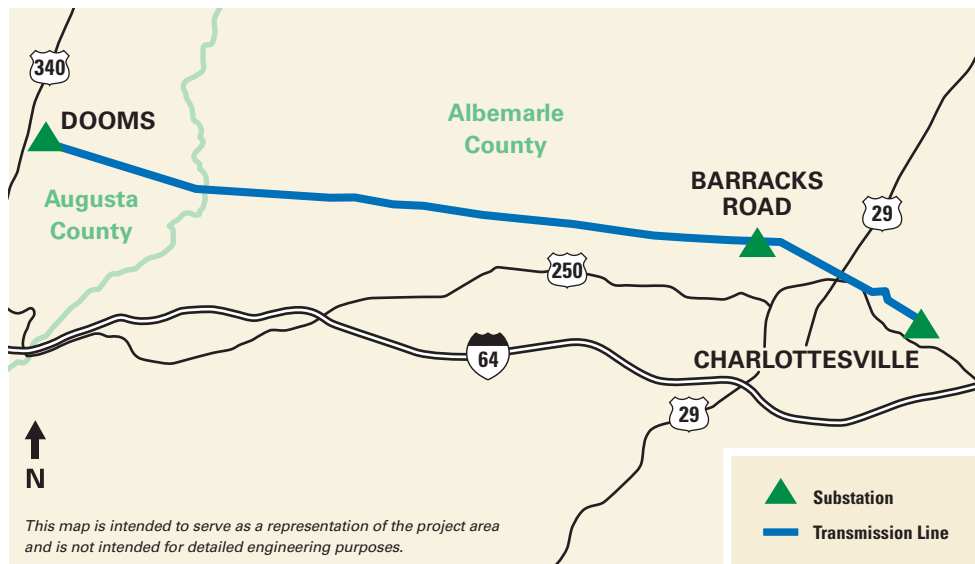 340
DOOMS
Albemarle
County
Augusta
County
BARRACKS
ROAD
29
250
64
CHARLOTTESVILLE
29
N
This map is intended to serve as a representation of the project area
and is not intended for detailed engineering purposes.
Substation
Transmission Line